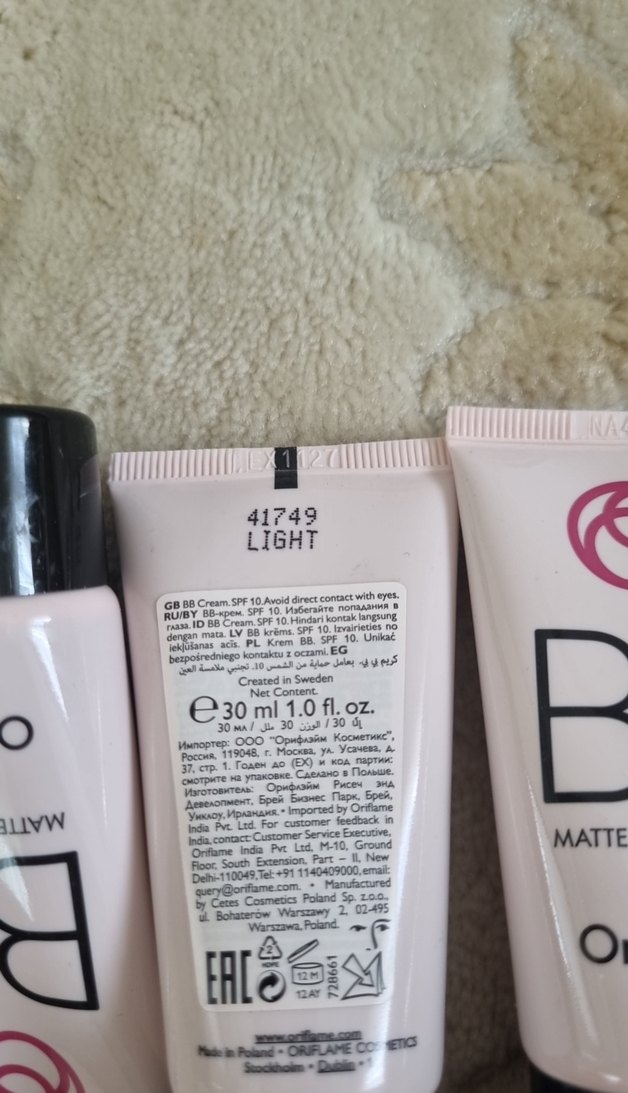 EX1127
41749
LIGHT
GB BB Cream. SPF 10. Avoid direct contact with eyes.
RU/BY BB-крем. SPF 10. Избегайте попадания в
глаза. ID BB Cream. SPF 10. Hindari kontak langsung
dengan mata. LV BB krēms. SPF 10. Izvairieties no
iekļūšanas acīs. PL Krem BB. SPF 10. Unikać
bezpośredniego kontaktu z oczami. EG
كريم بي بي. بعامل حماية من الشمس 10. تجنبي ملامسة العين
Created in Sweden
Net Content.
℮ 30 ml 1.0 fl. oz.
30 мл / الوزن 30 ملل / 30
Импортер: ООО "Орифлэйм Косметикс",
Россия, 119048, г. Москва, ул. Усачева, д.
37, стр. 1. Годен до (EX) и код партии:
смотрите на упаковке. Сделано в Польше.
Изготовитель: Орифлэйм Рисеч энд
Девелопмент, Брей Бизнес Парк, Брей,
Уиклоу, Ирландия. • Imported by Oriflame
India Pvt. Ltd. For customer feedback in
India, contact: Customer Service Executive,
Oriflame India Pvt Ltd, M-10, Ground
Floor, South Extension, Part – II, New
Delhi-110049, Tel: +91 1140409000, email:
query@oriflame.com. • Manufactured
by Cetes Cosmetics Poland Sp. z.o.o.,
ul. Bohaterów Warszawy 2, 02-495
Warszawa, Poland.
EAC
2
HDPE
12 M
12 AY
728661
www.oriflame.com
Made in Poland • ORIFLAME COSMETICS
Stockholm • Dublin •
O
MATTE
B
NA4
B
MATTE
Or